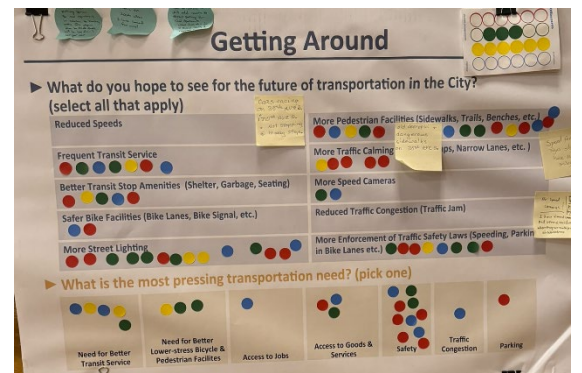 Getting Around
▶ What do you hope to see for the future of transportation in the City?
(select all that apply)
Reduced Speeds
Frequent Transit Service
Better Transit Stop Amenities (Shelter, Garbage, Seating)
Safer Bike Facilities (Bike Lanes, Bike Signal, etc.)
More Street Lighting
More Pedestrian Facilities (Sidewalks, Trails, Benches, etc.)
More Traffic Calming
ps, Narrow Lanes, etc. )
More Speed Cameras
Reduced Traffic Congestion (Traffic Jam)
More Enforcement of Traffic Safety Laws (Speeding, Parkin
in Bike Lanes etc.)
▶ What is the most pressing transportation need? (pick one)
Need for Better
Transit Service
Need for Better
Lower-stress Bicycle &
Pedestrian Facilites
Access to Jobs
Access to Goods &
Services
Safety
Traffic
Congestion
Parking